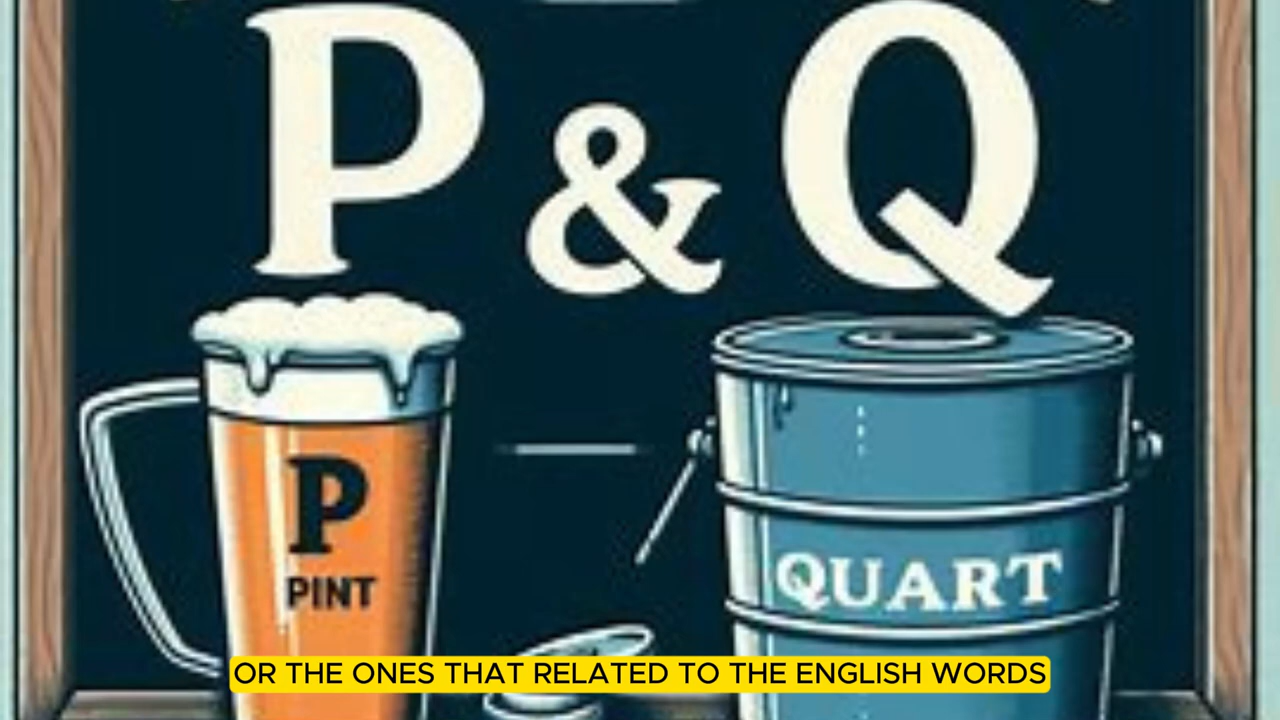 P & Q
P
PINT
QUART
OR THE ONES THAT RELATED TO THE ENGLISH WORDS